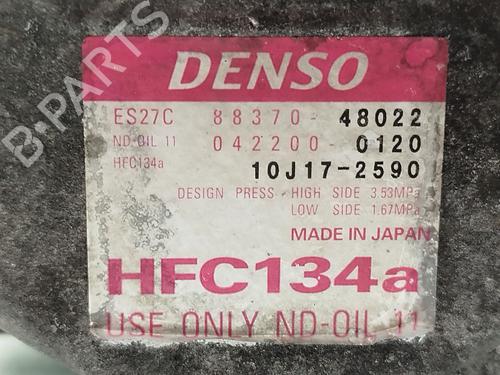 B-PARTS
DENSO
ES27C 88370-48022
ND-OIL 11 042200-0120
HFC134a 10J17-2590
DESIGN PRESS-HIGH SIDE 3.53MPa
LOW SIDE 1.67MPa
MADE IN JAPAN
HFC134a
USE ONLY ND-OIL 11